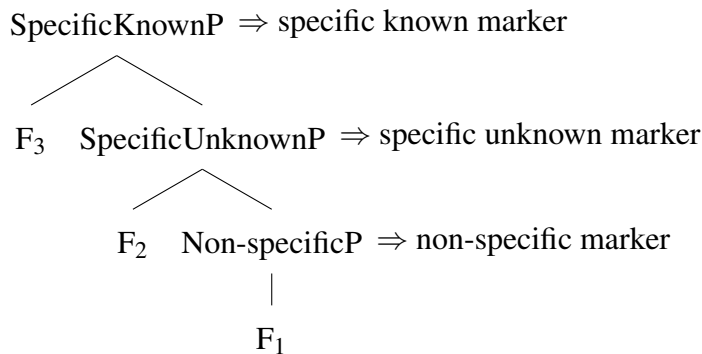 SpecificKnownP ⇒ specific known marker
F₃ SpecificUnknownP ⇒ specific unknown marker
F₂ Non-specificP ⇒ non-specific marker
F₁